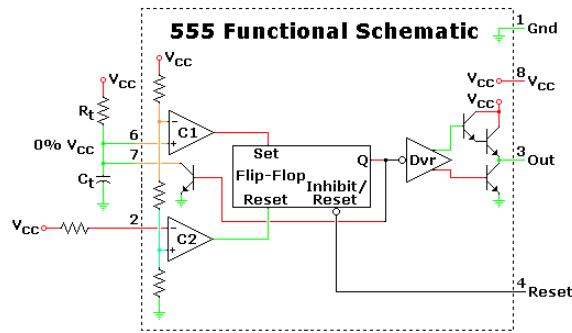 555 Functional Schematic
1 Gnd
VCC
VCC
VCC 8 VCC
VCC
Rt
0% VCC
6
C1
7
Ct
Set
Flip-Flop
Q
Inhibit/
Reset Reset
Dvr
3 Out
VCC
2
C2
4
Reset